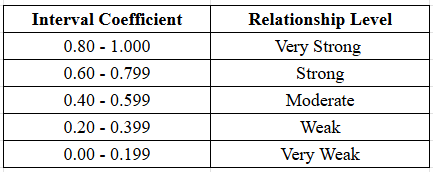 Interval Coefficient Relationship Level
0.80 - 1.000 Very Strong
0.60 - 0.799 Strong
0.40 - 0.599 Moderate
0.20 - 0.399 Weak
0.00 - 0.199 Very Weak